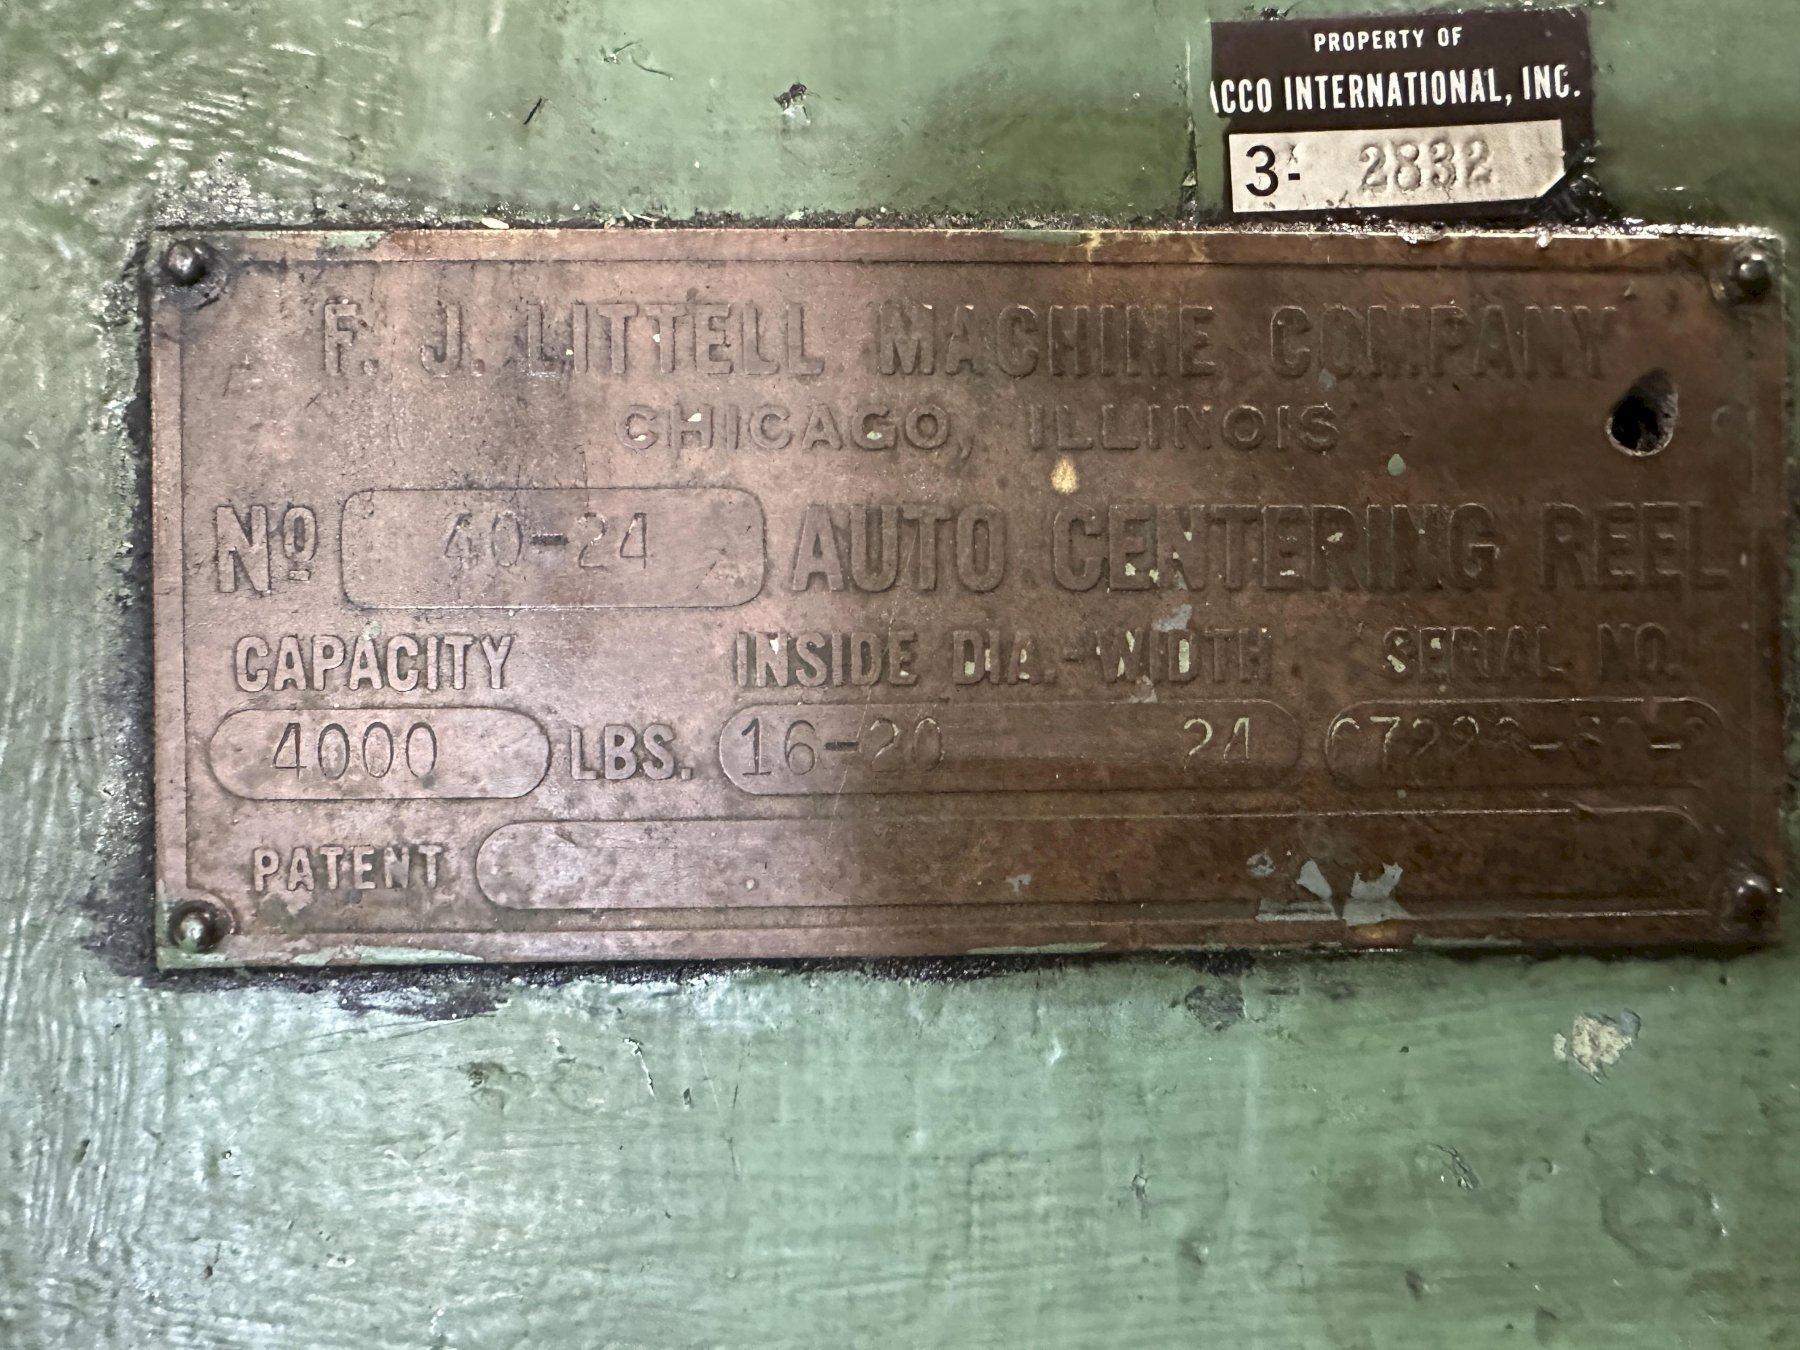 PROPERTY OF
ACCO INTERNATIONAL, INC.
3- 2832
F. J. LITTELL MACHINE COMPANY
CHICAGO, ILLINOIS
No 40-24 AUTO CENTERING REEL
CAPACITY INSIDE DIA.-WIDTH SERIAL NO.
4000 LBS. 16-20 24
PATENT